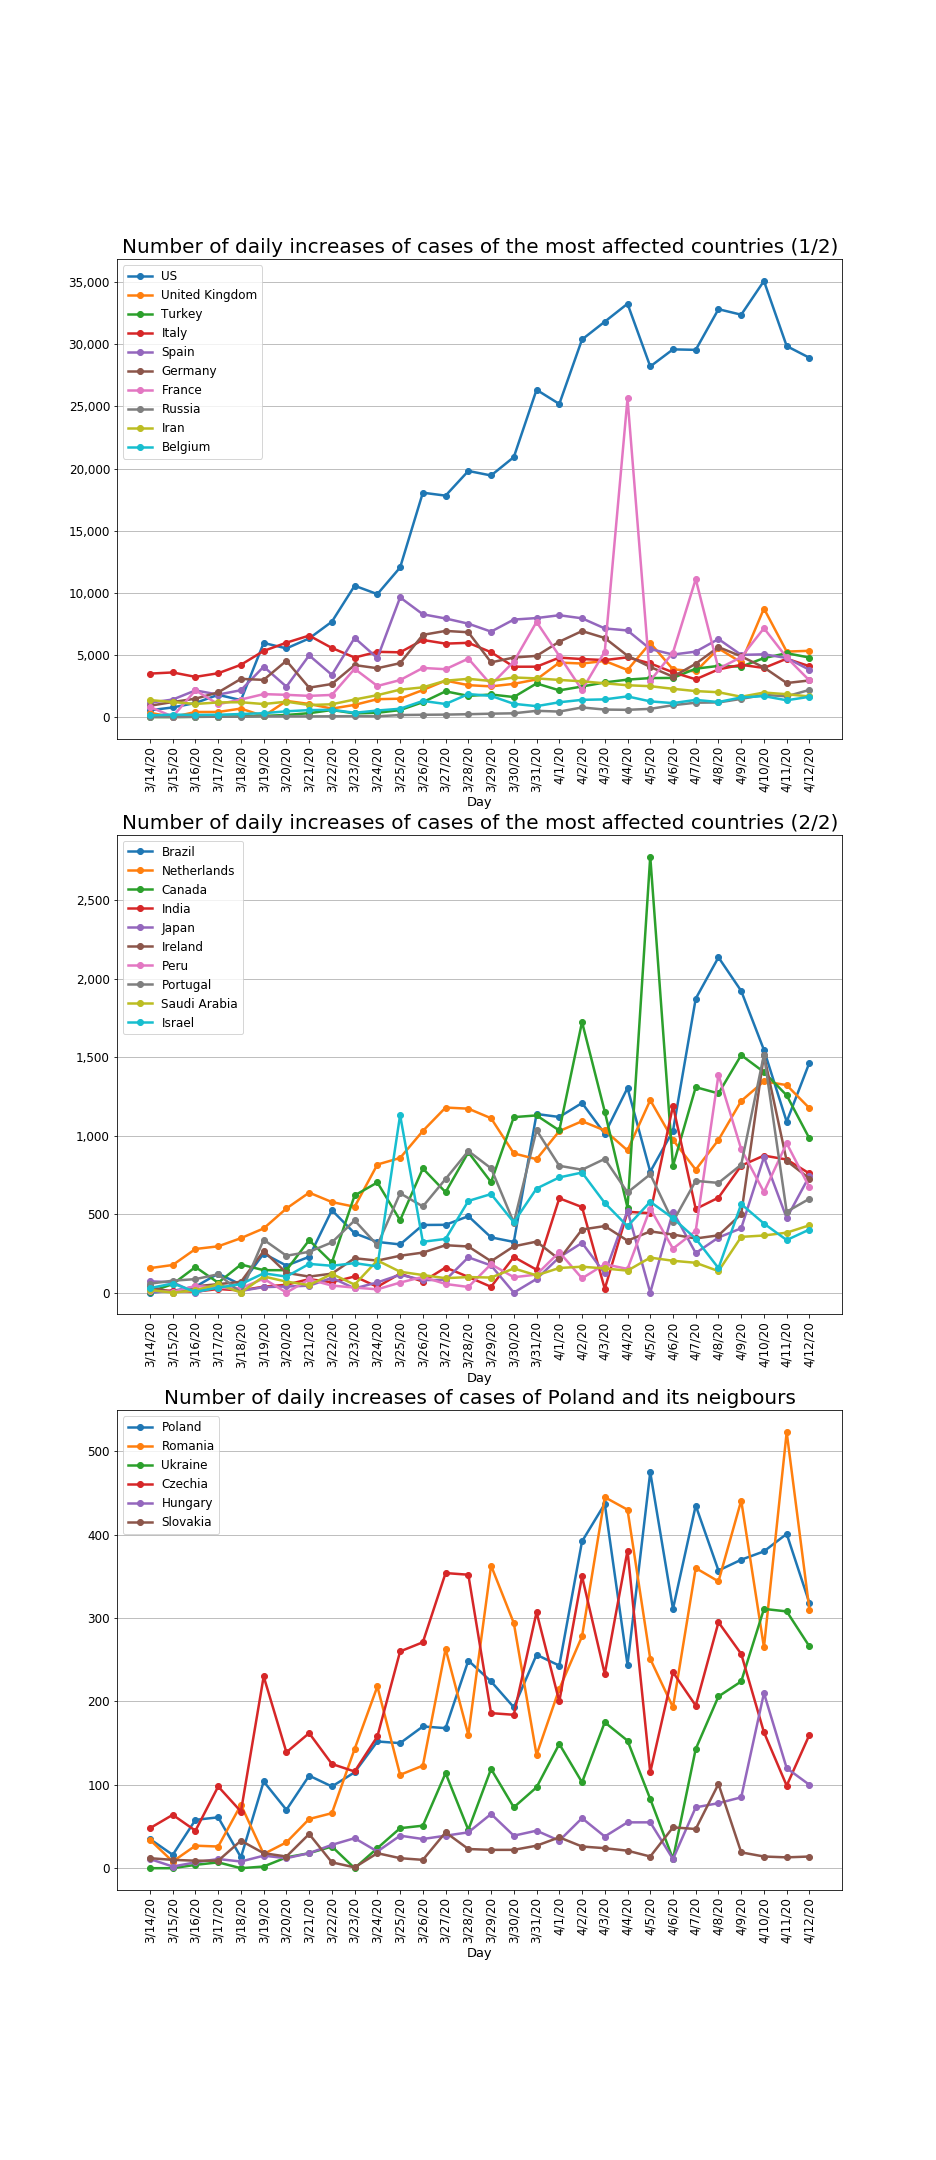 Number of daily increases of cases of the most affected countries (1/2)
US
United Kingdom
Turkey
Italy
Spain
Germany
France
Russia
Iran
Belgium
35,000
30,000
25,000
20,000
15,000
10,000
5,000
0
3/14/20 3/15/20 3/16/20 3/17/20 3/18/20 3/19/20 3/20/20 3/21/20 3/22/20 3/23/20 3/24/20 3/25/20 3/26/20 3/27/20 3/28/20 3/29/20 3/30/20 3/31/20 4/1/20 4/2/20 4/3/20 4/4/20 4/5/20 4/6/20 4/7/20 4/8/20 4/9/20 4/10/20 4/11/20 4/12/20
Day
Number of daily increases of cases of the most affected countries (2/2)
Brazil
Netherlands
Canada
India
Japan
Ireland
Peru
Portugal
Saudi Arabia
Israel
2,500
2,000
1,500
1,000
500
0
3/14/20 3/15/20 3/16/20 3/17/20 3/18/20 3/19/20 3/20/20 3/21/20 3/22/20 3/23/20 3/24/20 3/25/20 3/26/20 3/27/20 3/28/20 3/29/20 3/30/20 3/31/20 4/1/20 4/2/20 4/3/20 4/4/20 4/5/20 4/6/20 4/7/20 4/8/20 4/9/20 4/10/20 4/11/20 4/12/20
Day
Number of daily increases of cases of Poland and its neigbours
Poland
Romania
Ukraine
Czechia
Hungary
Slovakia
500
400
300
200
100
0
3/14/20 3/15/20 3/16/20 3/17/20 3/18/20 3/19/20 3/20/20 3/21/20 3/22/20 3/23/20 3/24/20 3/25/20 3/26/20 3/27/20 3/28/20 3/29/20 3/30/20 3/31/20 4/1/20 4/2/20 4/3/20 4/4/20 4/5/20 4/6/20 4/7/20 4/8/20 4/9/20 4/10/20 4/11/20 4/12/20
Day